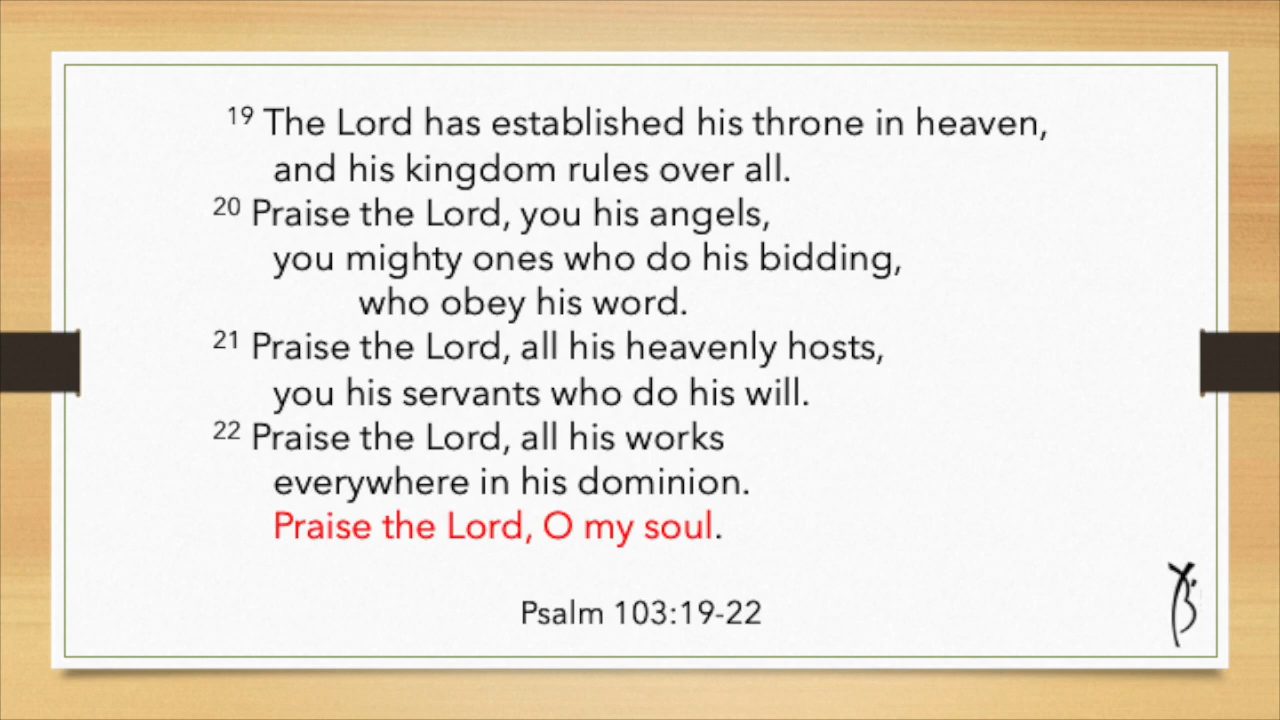 19 The Lord has established his throne in heaven,
and his kingdom rules over all.
20 Praise the Lord, you his angels,
you mighty ones who do his bidding,
who obey his word.
21 Praise the Lord, all his heavenly hosts,
you his servants who do his will.
22 Praise the Lord, all his works
everywhere in his dominion.
Praise the Lord, O my soul.
Psalm 103:19-22